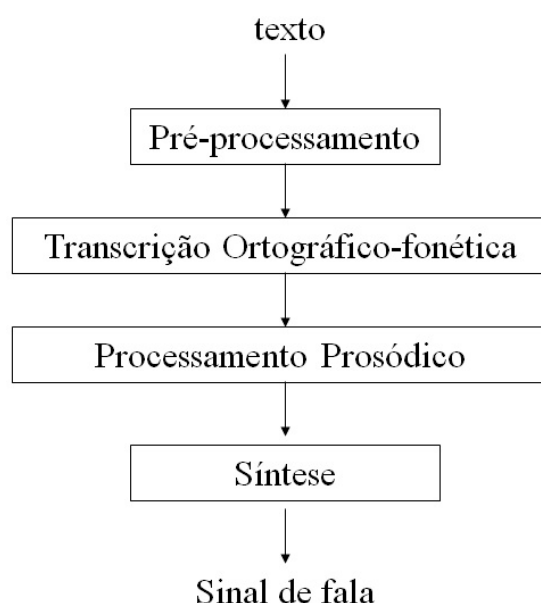 texto
Pré-processamento
Transcrição Ortográfico-fonética
Processamento Prosódico
Síntese
Sinal de fala